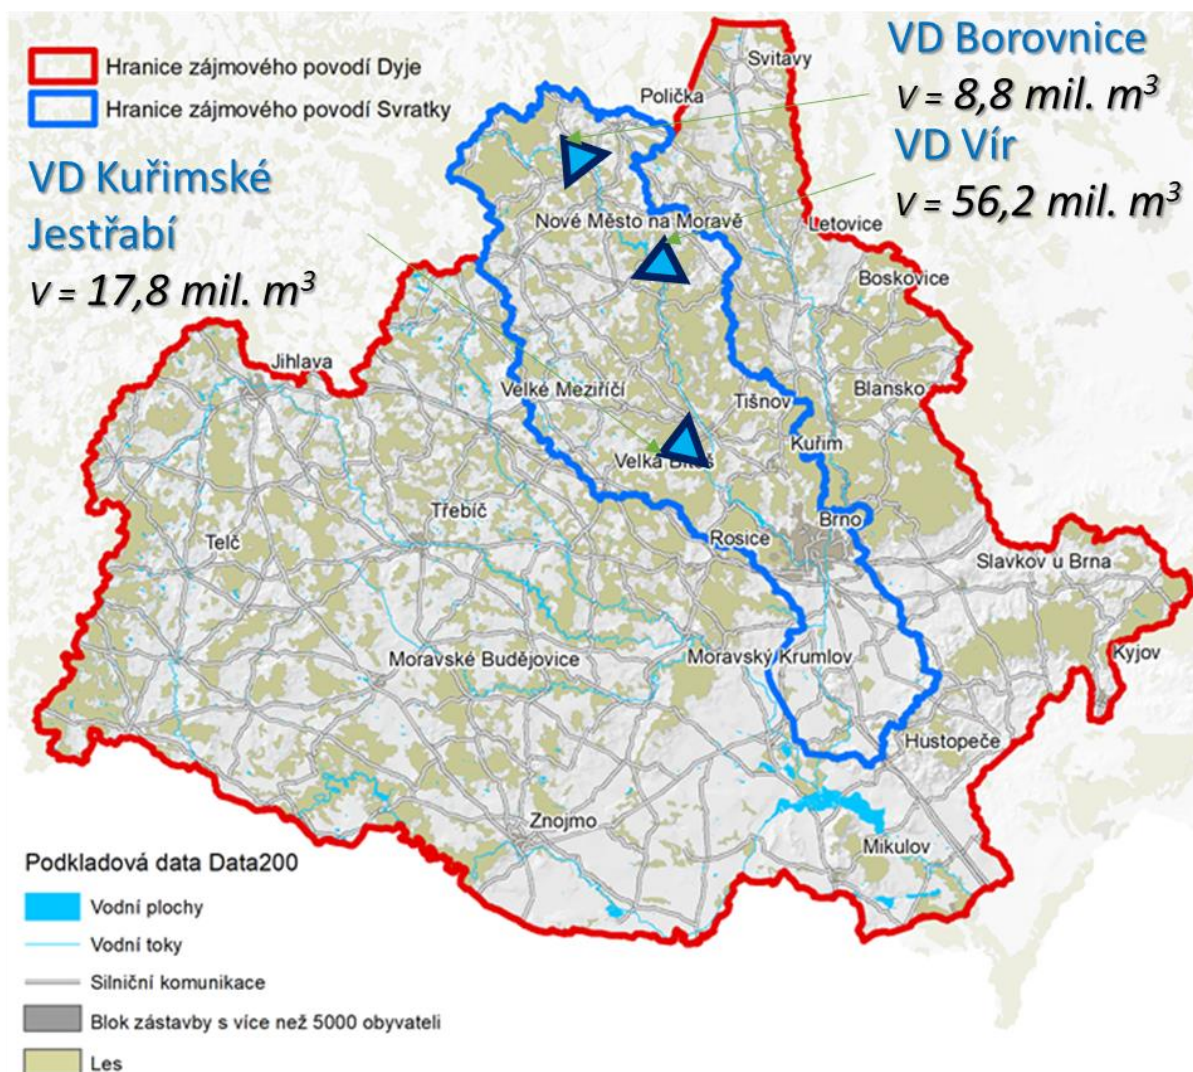 Hranice zájmového povodí Dyje
Hranice zájmového povodí Svratky
VD Borovnice
V = 8,8 mil. m³
VD Vír
V = 56,2 mil. m³
VD Kuřimské
Jestřabí
V = 17,8 mil. m³
Svitavy
Polička
Nové Město na Moravě
Letovice
Boskovice
Jihlava
Velké Meziříčí
Tišnov
Blansko
Kuřim
Velká Bíteš
Třebíč
Brno
Telč
Rosice
Slavkov u Brna
Moravské Budějovice
Moravský Krumlov
Kyjov
Hustopeče
Znojmo
Mikulov
Podkladová data Data200
Vodní plochy
Vodní toky
Silniční komunikace
Blok zástavby s více než 5000 obyvateli
Les